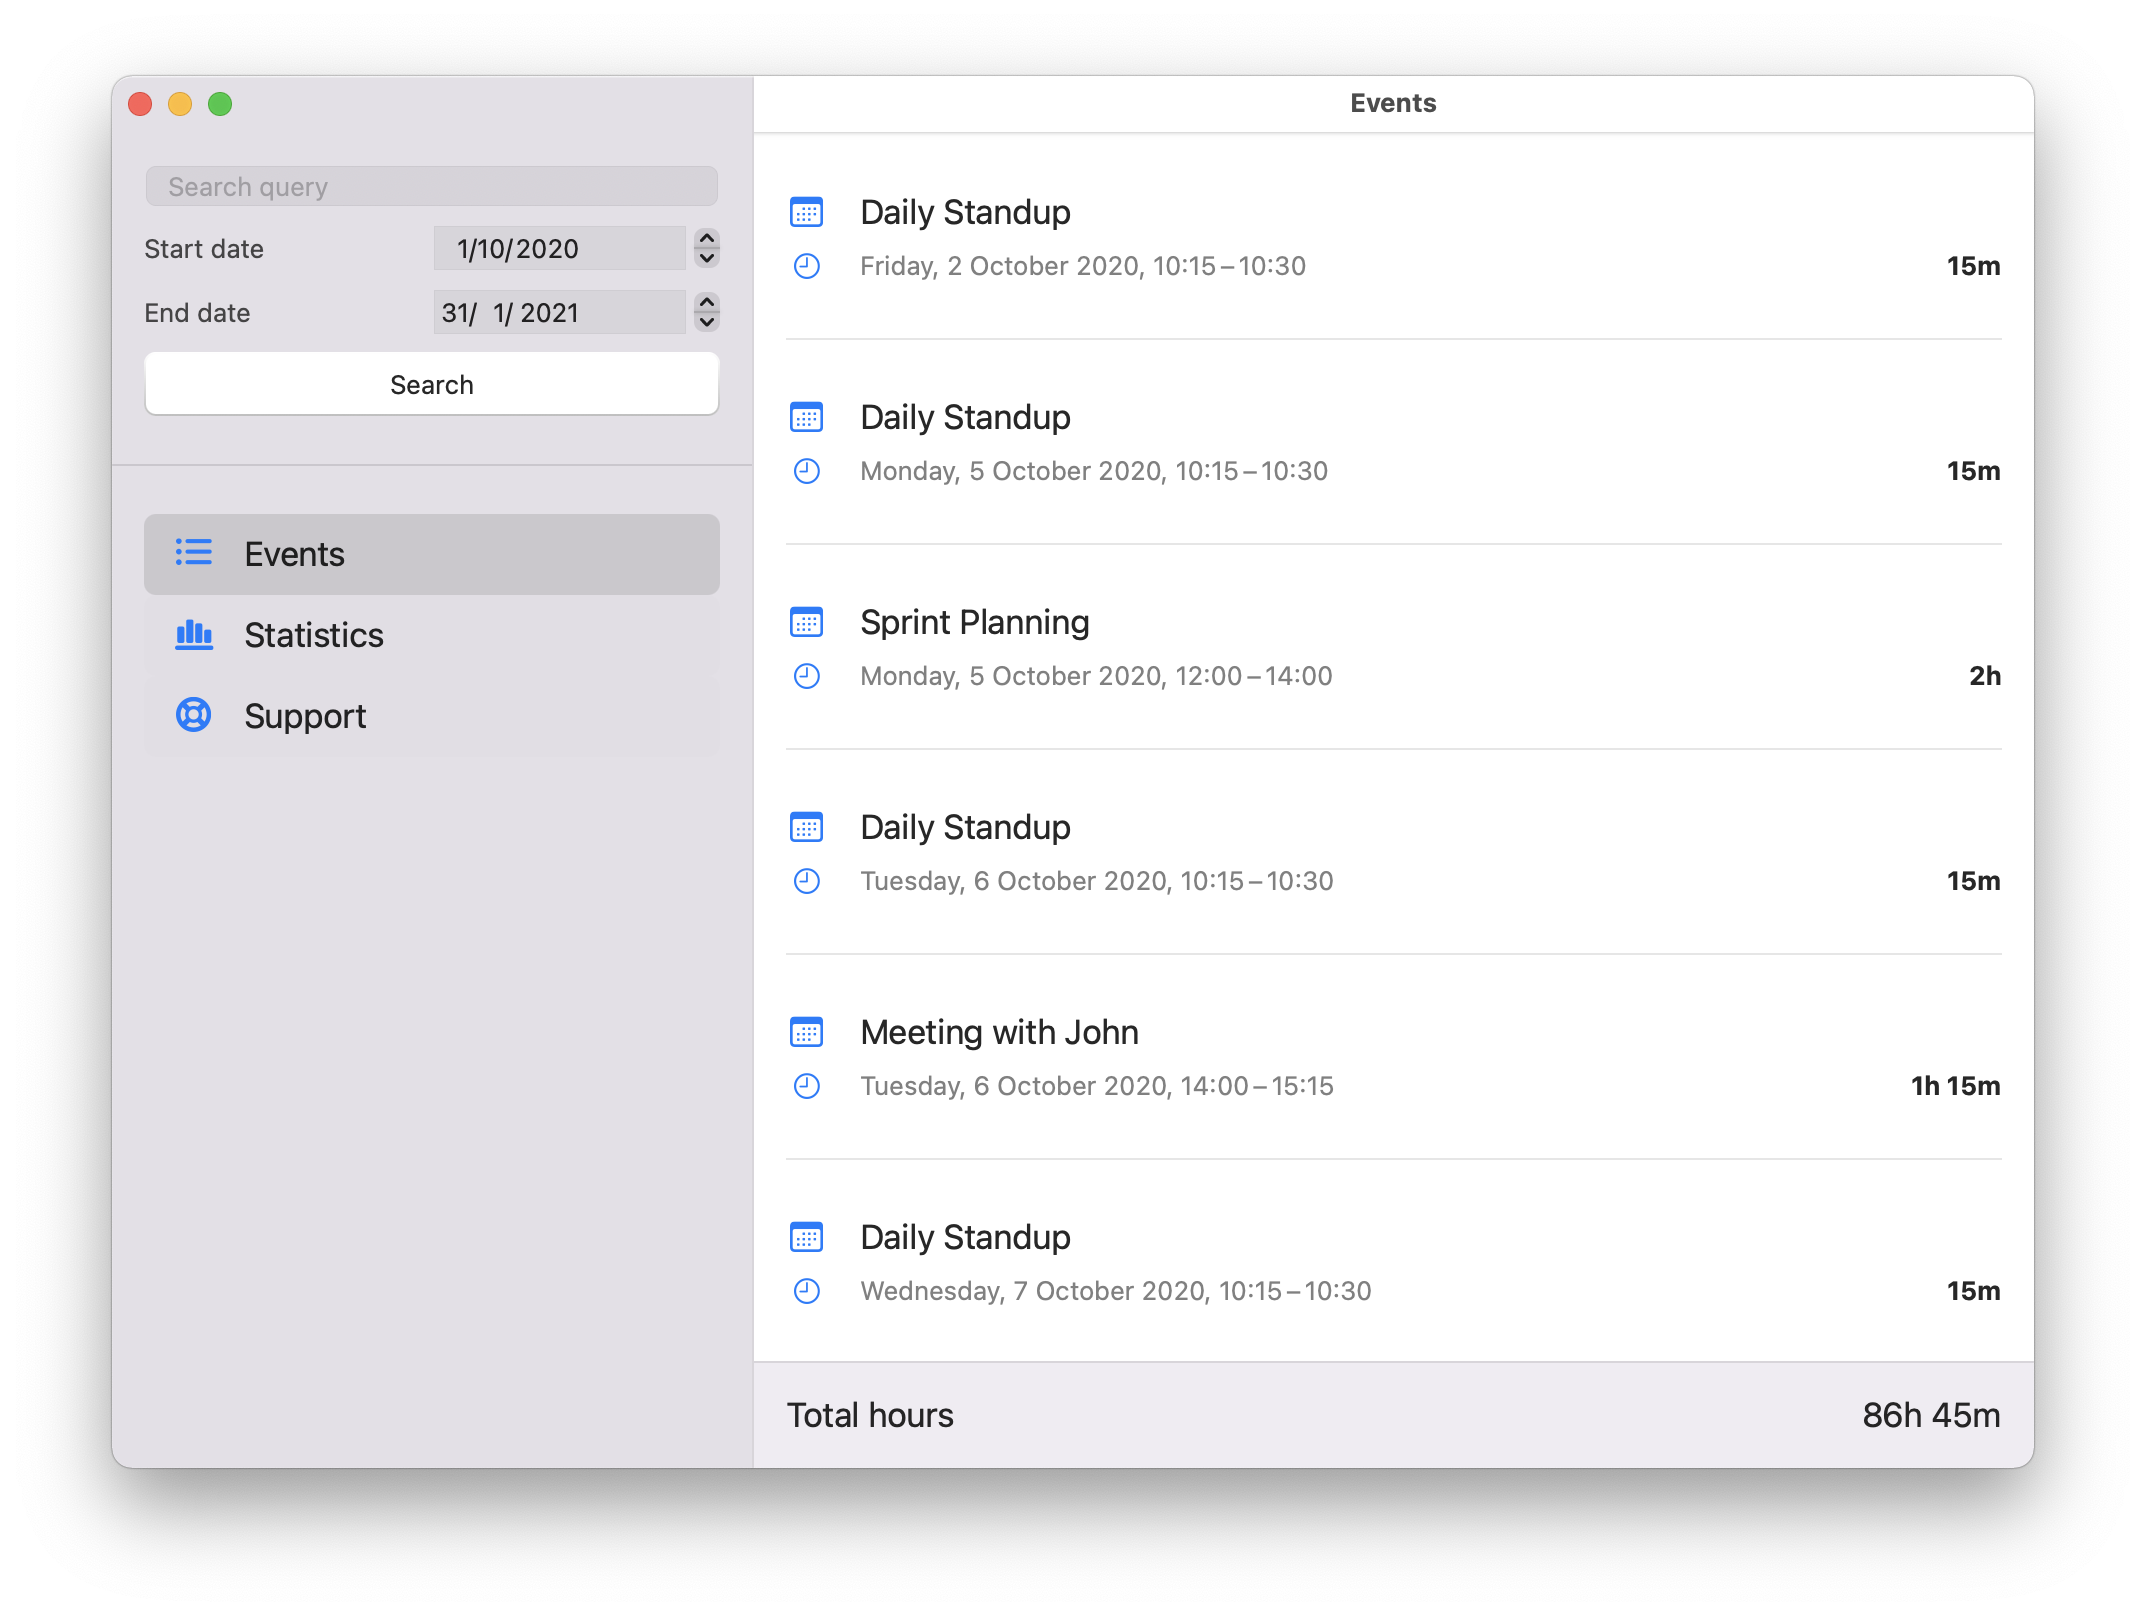 Search query
Start date 1/10/2020
End date 31/ 1/ 2021
Search
Events
Statistics
Support
Events
Daily Standup
Friday, 2 October 2020, 10:15–10:30 15m
Daily Standup
Monday, 5 October 2020, 10:15–10:30 15m
Sprint Planning
Monday, 5 October 2020, 12:00–14:00 2h
Daily Standup
Tuesday, 6 October 2020, 10:15–10:30 15m
Meeting with John
Tuesday, 6 October 2020, 14:00–15:15 1h 15m
Daily Standup
Wednesday, 7 October 2020, 10:15–10:30 15m
Total hours 86h 45m